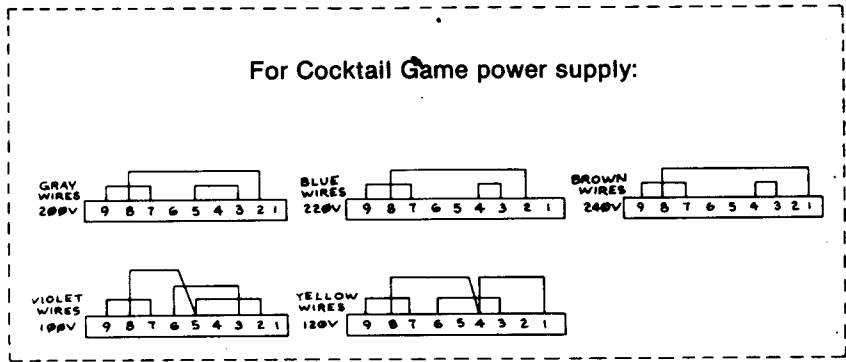 For Cocktail Game power supply:
GRAY
WIRES
200V
9 8 7 6 5 4 3 2 1
BLUE
WIRES
220V
9 8 7 6 5 4 3 2 1
BROWN
WIRES
240V
9 8 7 6 5 4 3 2 1
VIOLET
WIRES
100V
9 8 7 6 5 4 3 2 1
YELLOW
WIRES
120V
9 8 7 6 5 4 3 2 1